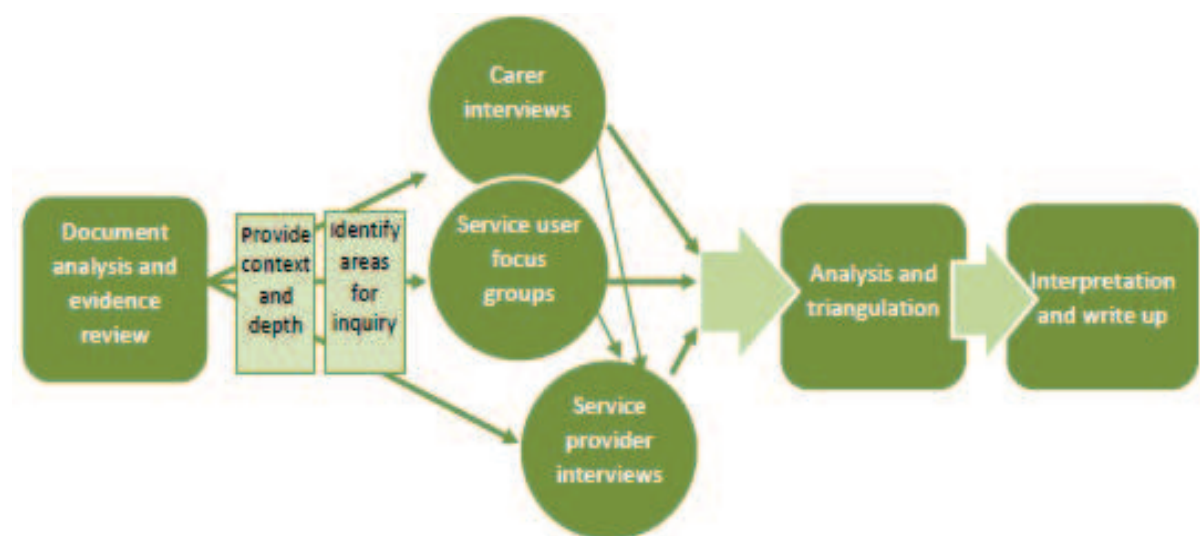 Document
analysis and
evidence
review
Provide
context
and
depth
Identify
areas
for
inquiry
Carer
interviews
Service user
focus
groups
Service
provider
interviews
Analysis and
triangulation
Interpretation
and write up